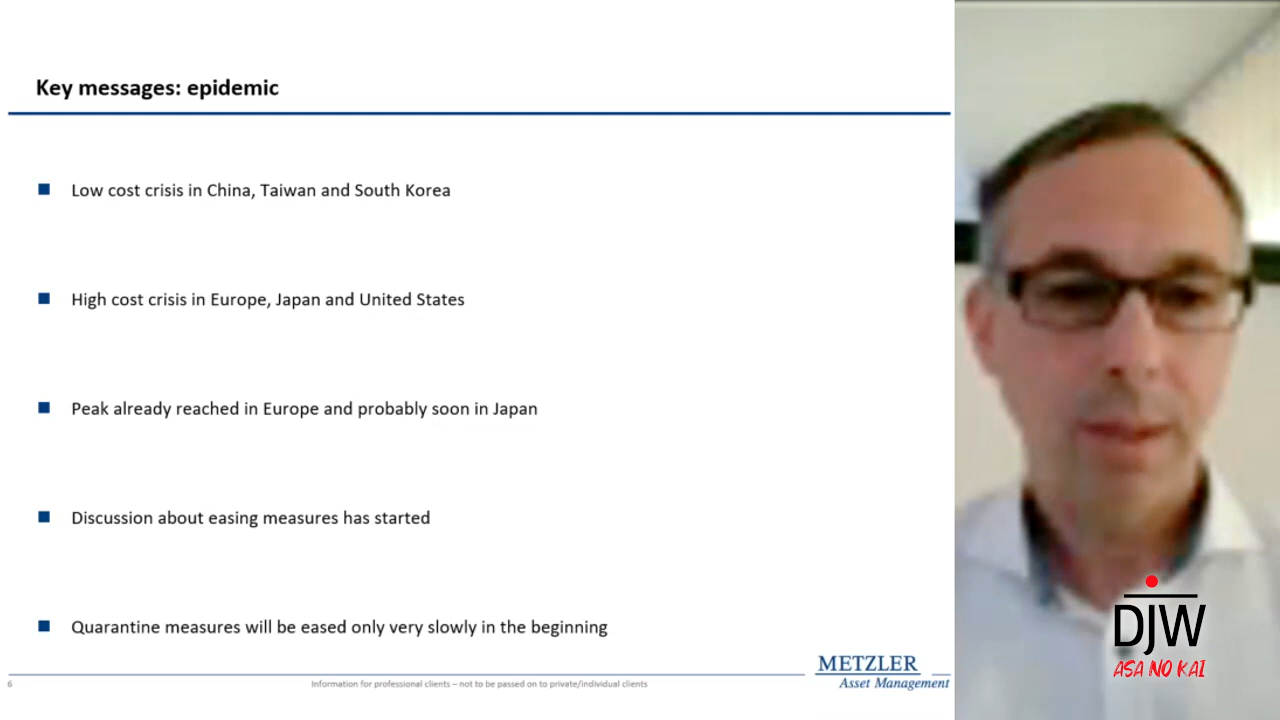 Key messages: epidemic
Low cost crisis in China, Taiwan and South Korea
High cost crisis in Europe, Japan and United States
Peak already reached in Europe and probably soon in Japan
Discussion about easing measures has started
Quarantine measures will be eased only very slowly in the beginning
6
Information for professional clients – not to be passed on to private/individual clients
METZLER
Asset Management
DJW
ASA NO KAI